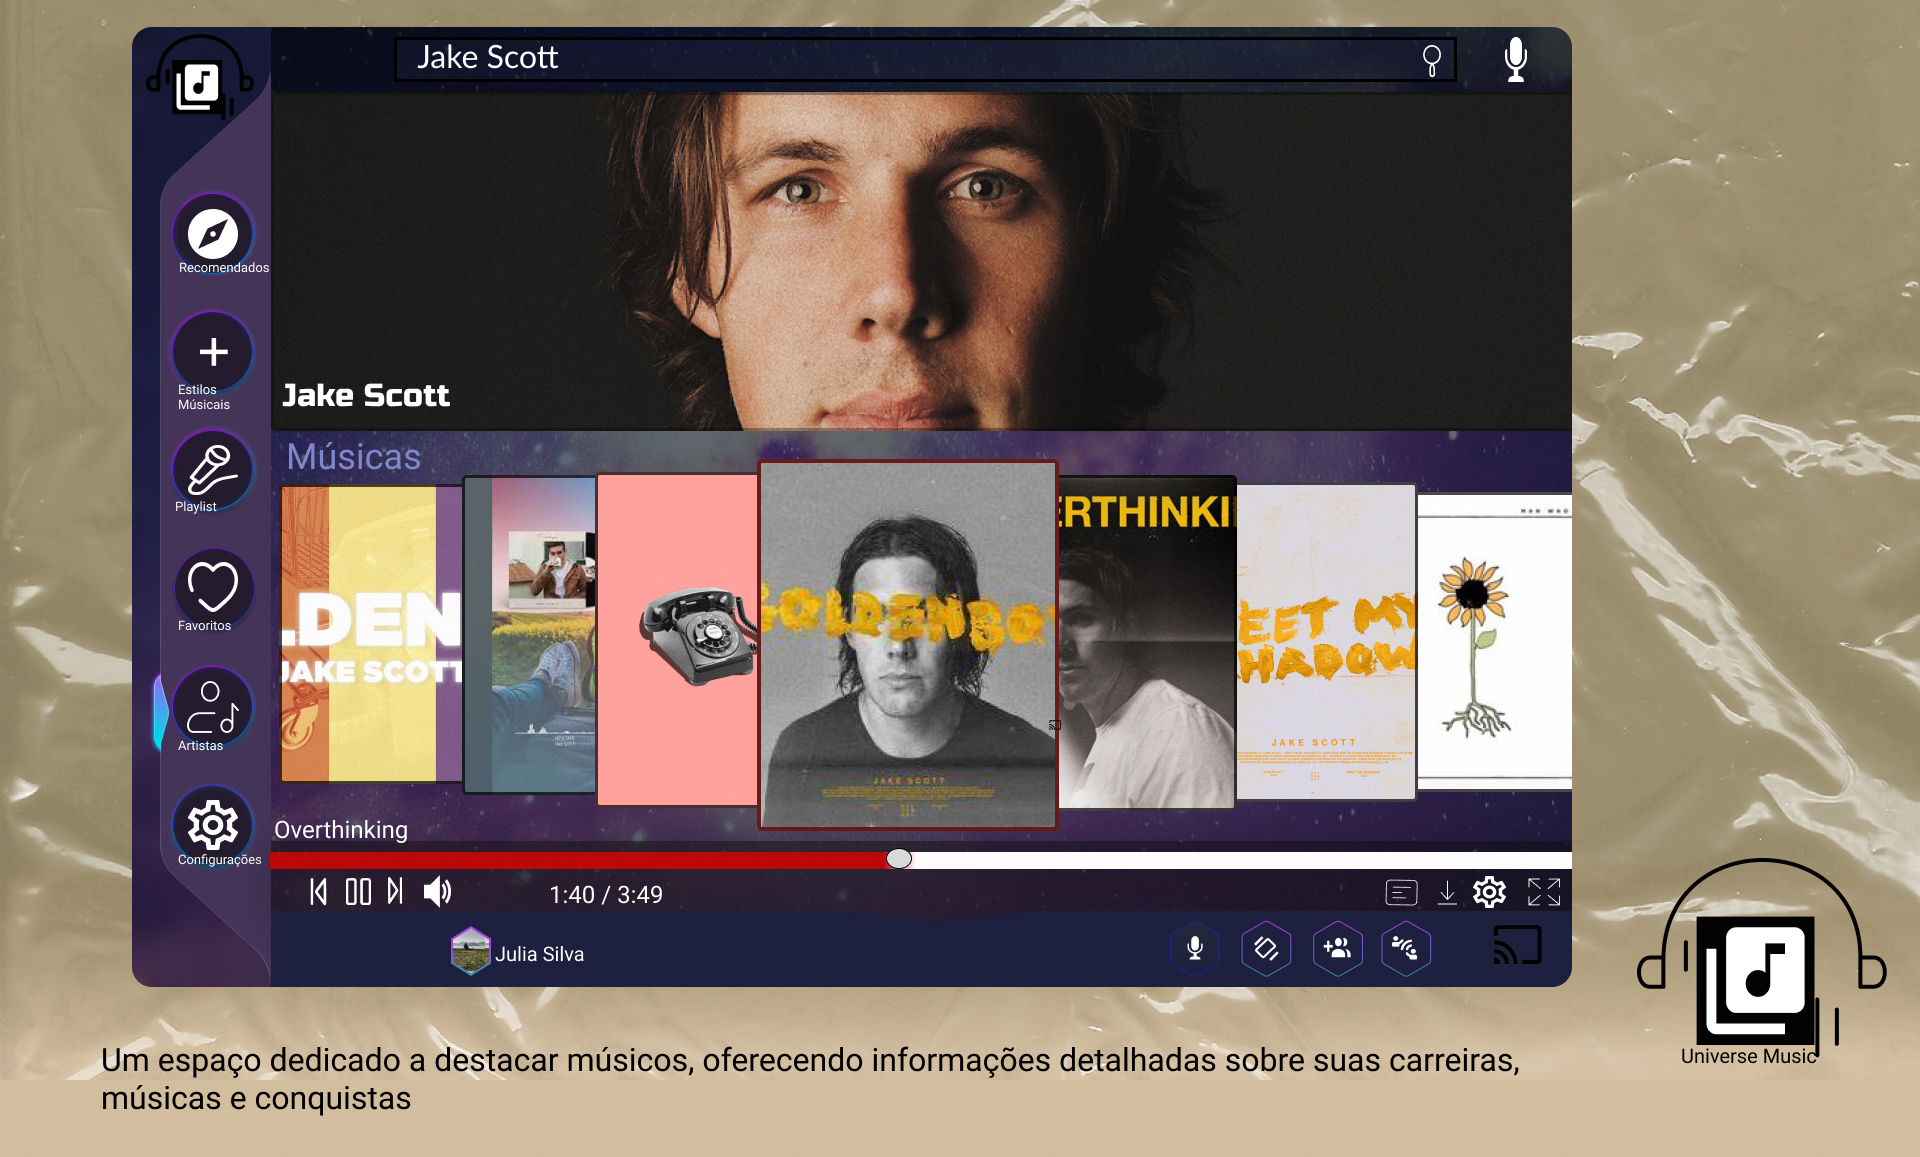 Jake Scott
Recomendados
Estilos
Músicais
Playlist
Favoritos
Artistas
Configurações
Jake Scott
Músicas
.DEN
JAKE SCOTT
GOLDENBO
JAKE SCOTT
ERTHINKI
EET MY
HADOW
JAKE SCOTT
MAN WRO
Overthinking
1:40 / 3:49
Julia Silva
Universe Music
Um espaço dedicado a destacar músicos, oferecendo informações detalhadas sobre suas carreiras,
músicas e conquistas